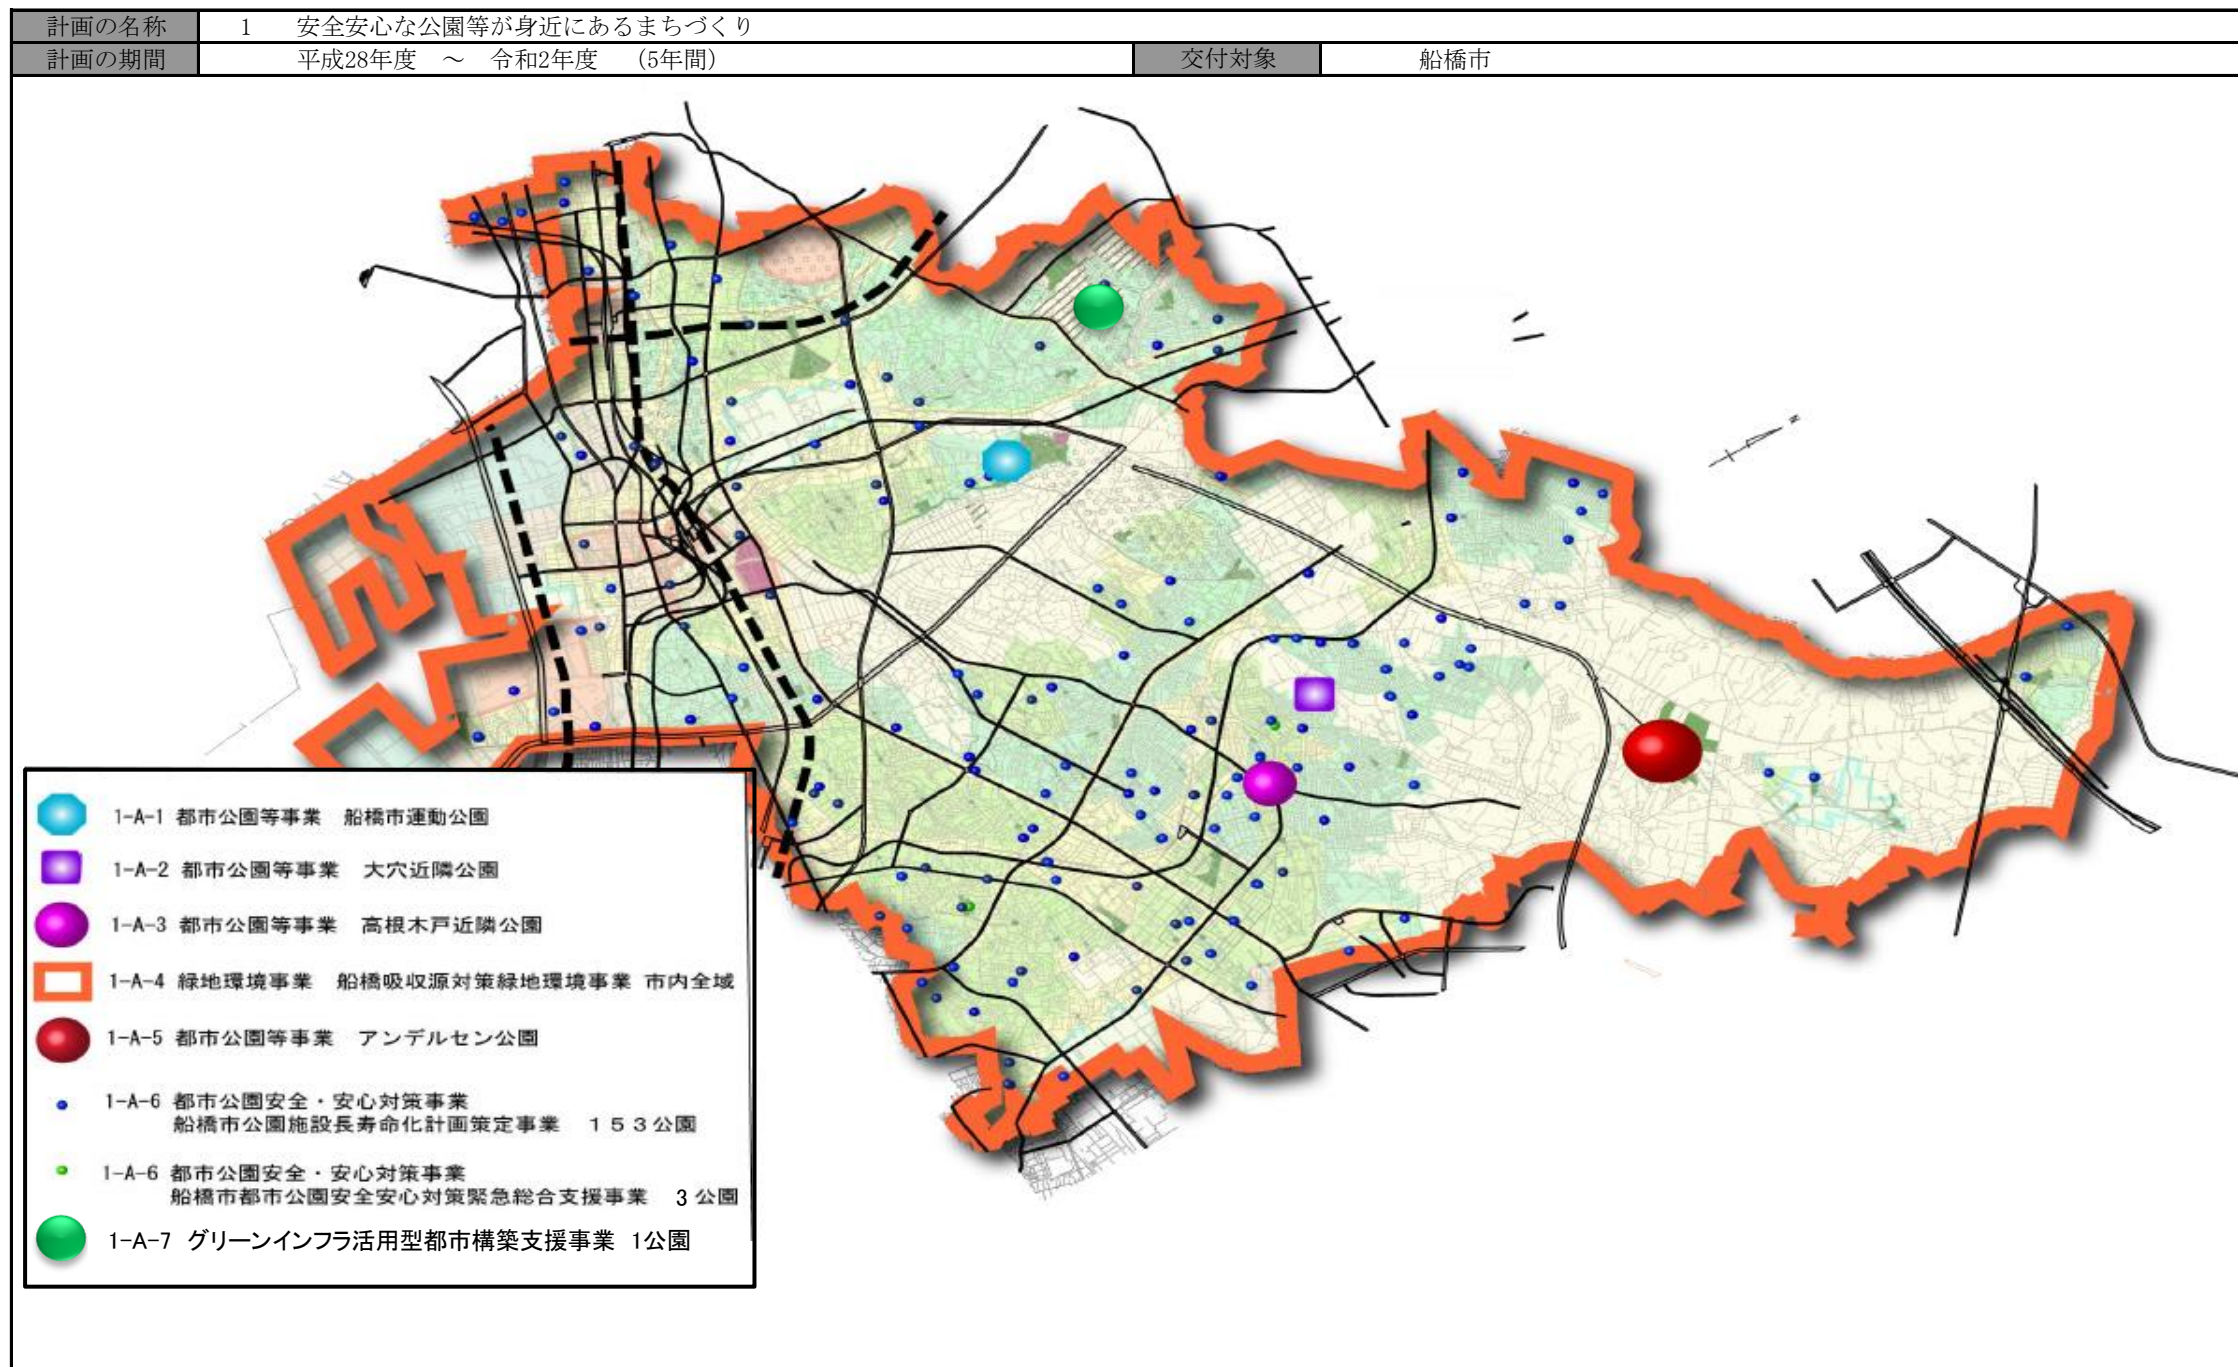 計画の名称 1 安全安心な公園等が身近にあるまちづくり
計画の期間 平成28年度 ～ 令和2年度 (5年間) 交付対象 船橋市
N
1-A-1 都市公園等事業 船橋市運動公園
1-A-2 都市公園等事業 大穴近隣公園
1-A-3 都市公園等事業 高根木戸近隣公園
1-A-4 緑地環境事業 船橋吸収源対策緑地環境事業 市内全域
1-A-5 都市公園等事業 アンデルセン公園
1-A-6 都市公園安全・安心対策事業
船橋市公園施設長寿命化計画策定事業 １５３公園
1-A-6 都市公園安全・安心対策事業
船橋市都市公園安全安心対策緊急総合支援事業 3 公園
1-A-7 グリーンインフラ活用型都市構築支援事業 1公園